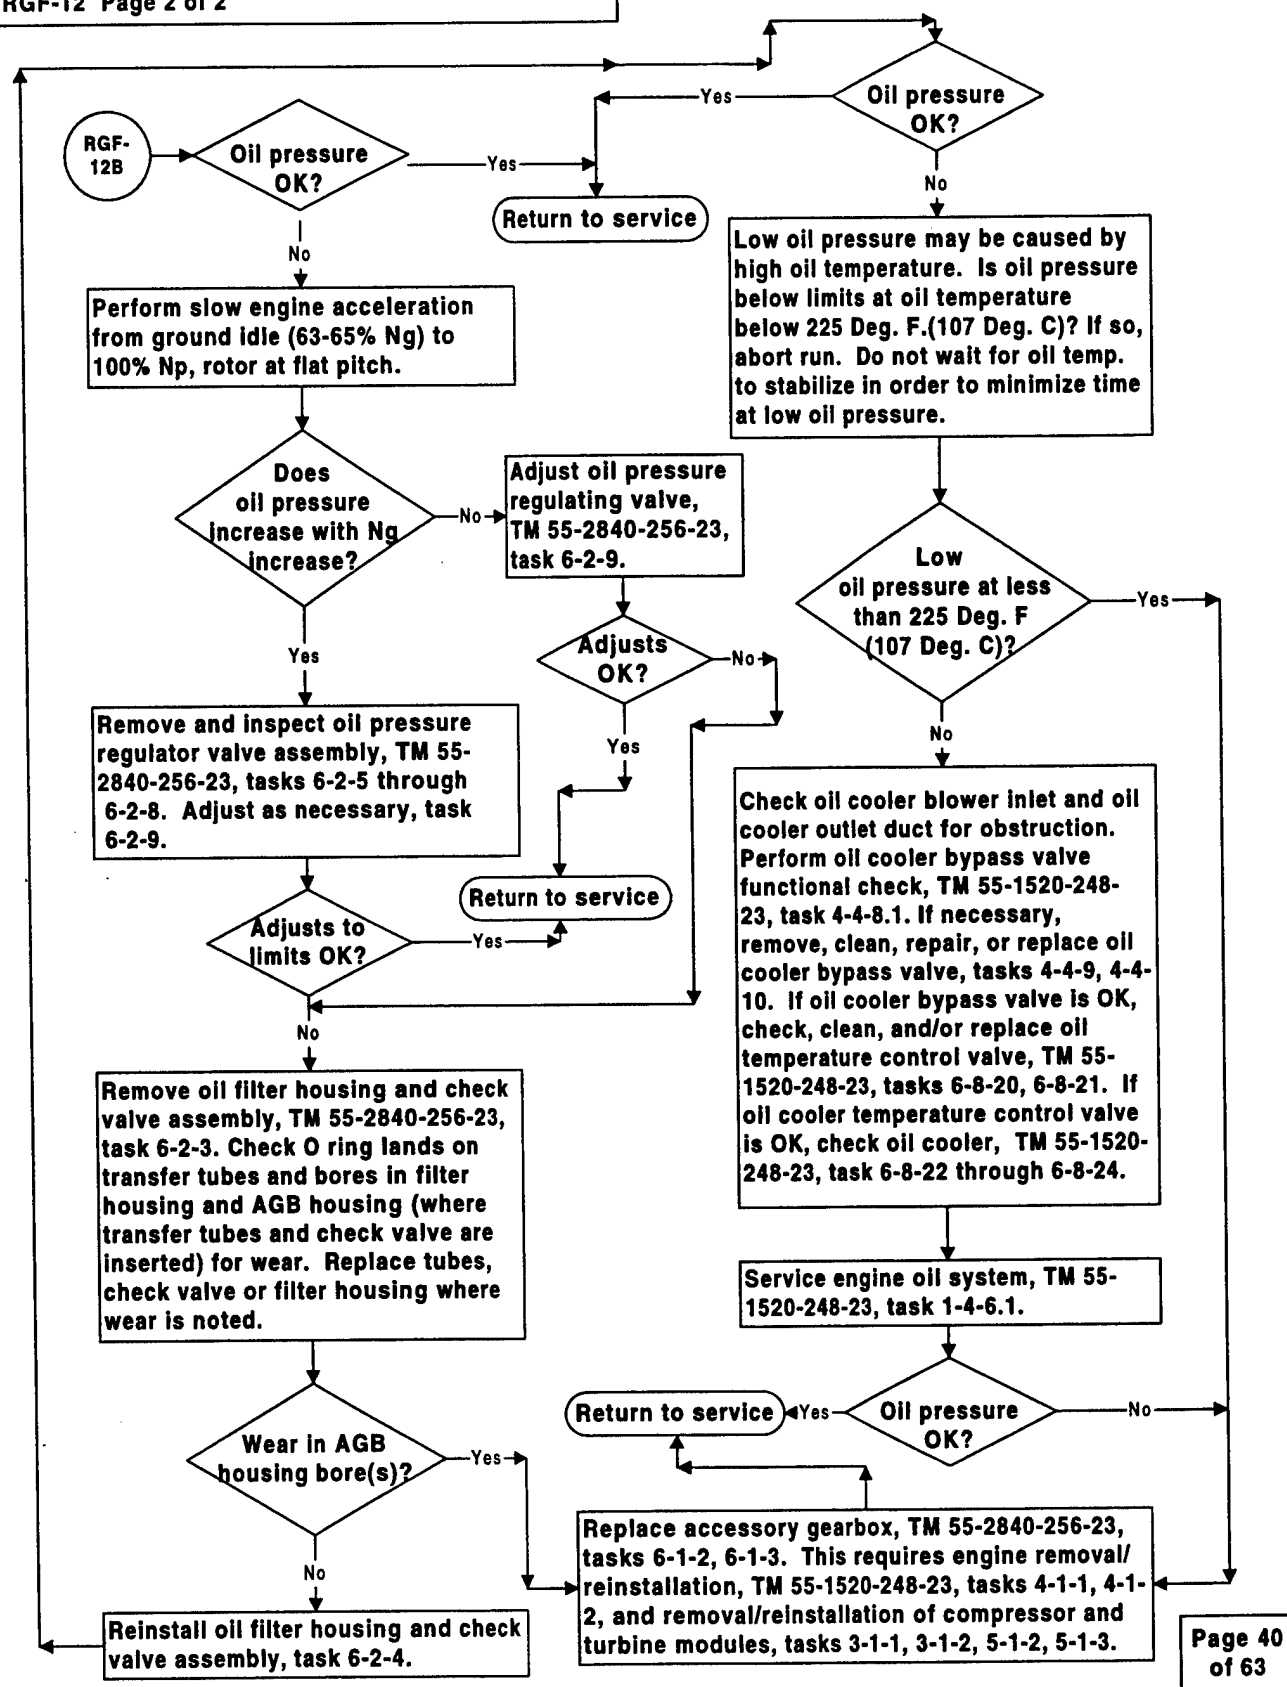 RGF-12 Page 2 of 2
RGF-
12B
Oil pressure
OK?
Yes
No
Return to service
Perform slow engine acceleration
from ground idle (63-65% Ng) to
100% Np, rotor at flat pitch.
Does
oil pressure
increase with Ng
increase?
No
Yes
Adjust oil pressure
regulating valve,
TM 55-2840-256-23,
task 6-2-9.
Adjusts
OK?
No
Yes
Remove and inspect oil pressure
regulator valve assembly, TM 55-
2840-256-23, tasks 6-2-5 through
6-2-8. Adjust as necessary, task
6-2-9.
Return to service
Adjusts to
limits OK?
Yes
No
Remove oil filter housing and check
valve assembly, TM 55-2840-256-23,
task 6-2-3. Check O ring lands on
transfer tubes and bores in filter
housing and AGB housing (where
transfer tubes and check valve are
inserted) for wear. Replace tubes,
check valve or filter housing where
wear is noted.
Wear in AGB
housing bore(s)?
Yes
No
Reinstall oil filter housing and check
valve assembly, task 6-2-4.
Oil pressure
OK?
Yes
No
Low oil pressure may be caused by
high oil temperature. Is oil pressure
below limits at oil temperature
below 225 Deg. F.(107 Deg. C)? If so,
abort run. Do not wait for oil temp.
to stabilize in order to minimize time
at low oil pressure.
Low
oil pressure at less
than 225 Deg. F
(107 Deg. C)?
Yes
No
Check oil cooler blower inlet and oil
cooler outlet duct for obstruction.
Perform oil cooler bypass valve
functional check, TM 55-1520-248-
23, task 4-4-8.1. If necessary,
remove, clean, repair, or replace oil
cooler bypass valve, tasks 4-4-9, 4-4-
10. If oil cooler bypass valve is OK,
check, clean, and/or replace oil
temperature control valve, TM 55-
1520-248-23, tasks 6-8-20, 6-8-21. If
oil cooler temperature control valve
is OK, check oil cooler, TM 55-1520-
248-23, task 6-8-22 through 6-8-24.
Service engine oil system, TM 55-
1520-248-23, task 1-4-6.1.
Oil pressure
OK?
Yes
No
Return to service
Replace accessory gearbox, TM 55-2840-256-23,
tasks 6-1-2, 6-1-3. This requires engine removal/
reinstallation, TM 55-1520-248-23, tasks 4-1-1, 4-1-
2, and removal/reinstallation of compressor and
turbine modules, tasks 3-1-1, 3-1-2, 5-1-2, 5-1-3.
Page 40
of 63